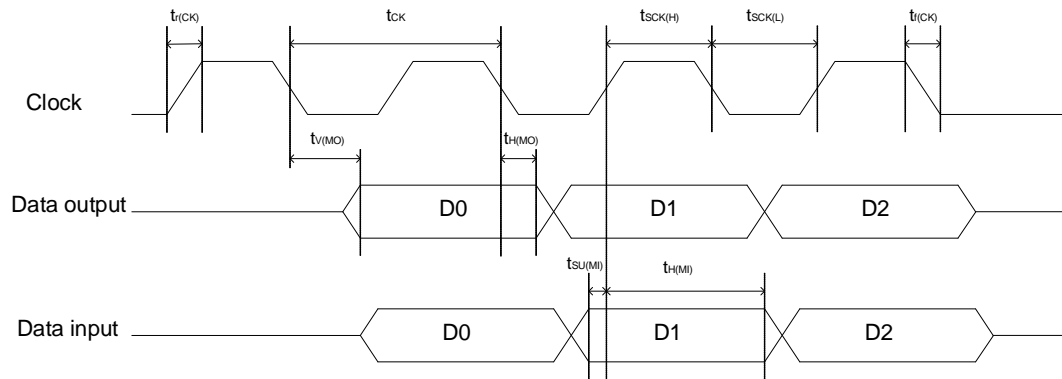 tr(CK) tCK tSCK(H) tSCK(L) tf(CK)
Clock
tV(MO) tH(MO)
Data output D0 D1 D2
tSU(MI) tH(MI)
Data input D0 D1 D2